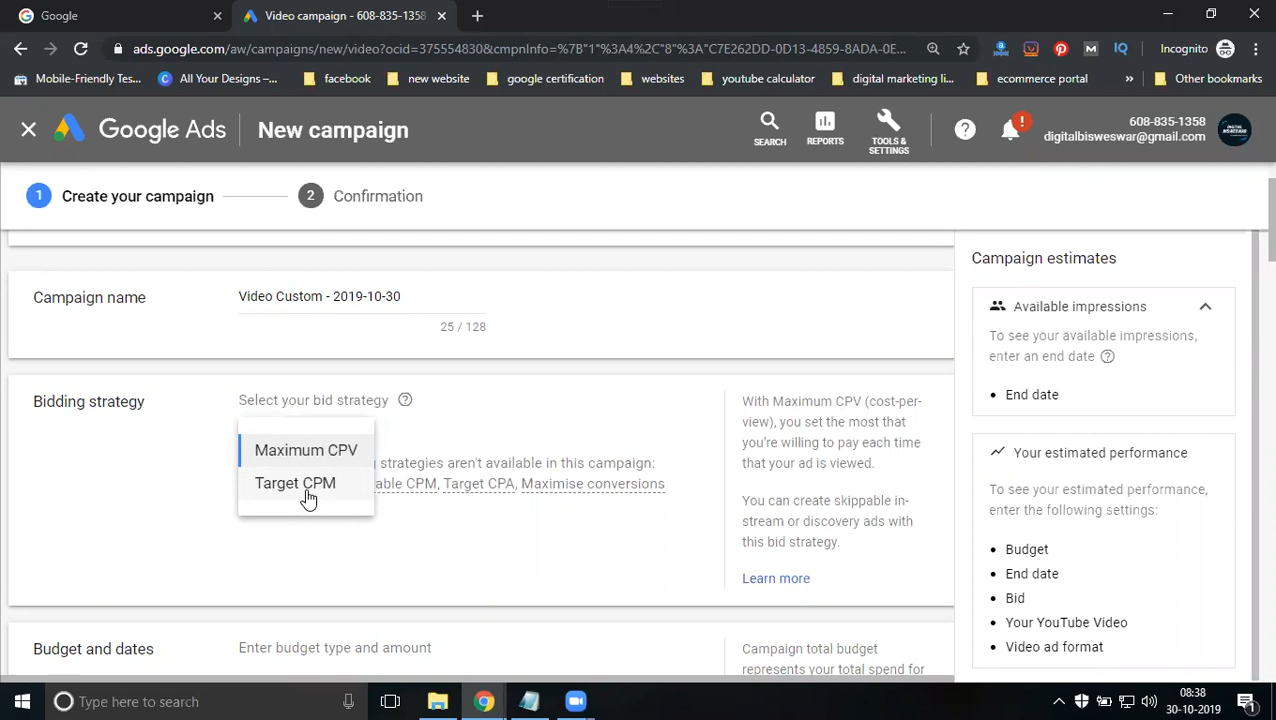 Google
Video campaign - 608-835-1358
ads.google.com/aw/campaigns/new/video?ocid=375554830&cmpnInfo=%7B"1"%3A4%2C"8"%3A"C7E262DD-0D13-4859-8ADA-0E...
M
IQ
Incognito
Mobile-Friendly Tes...
All Your Designs –...
facebook
new website
google certification
websites
youtube calculator
digital marketing li...
ecommerce portal
»
Other bookmarks
Google Ads
New campaign
SEARCH
REPORTS
TOOLS &
SETTINGS
?
!
608-835-1358
digitalbisweswar@gmail.com
1
Create your campaign
2
Confirmation
Campaign name
Video Custom - 2019-10-30
25 / 128
Bidding strategy
Select your bid strategy
Maximum CPV
strategies aren't available in this campaign:
Target CPM
able CPM, Target CPA, Maximise conversions
With Maximum CPV (cost-per-
view), you set the most that
you're willing to pay each time
that your ad is viewed.
You can create skippable in-
stream or discovery ads with
this bid strategy.
Learn more
Budget and dates
Enter budget type and amount
Campaign total budget
represents your total spend for
Campaign estimates
Available impressions
To see your available impressions,
enter an end date
• End date
Your estimated performance
To see your estimated performance,
enter the following settings:
• Budget
• End date
• Bid
• Your YouTube Video
• Video ad format
Type here to search
08:38
30-10-2019
1